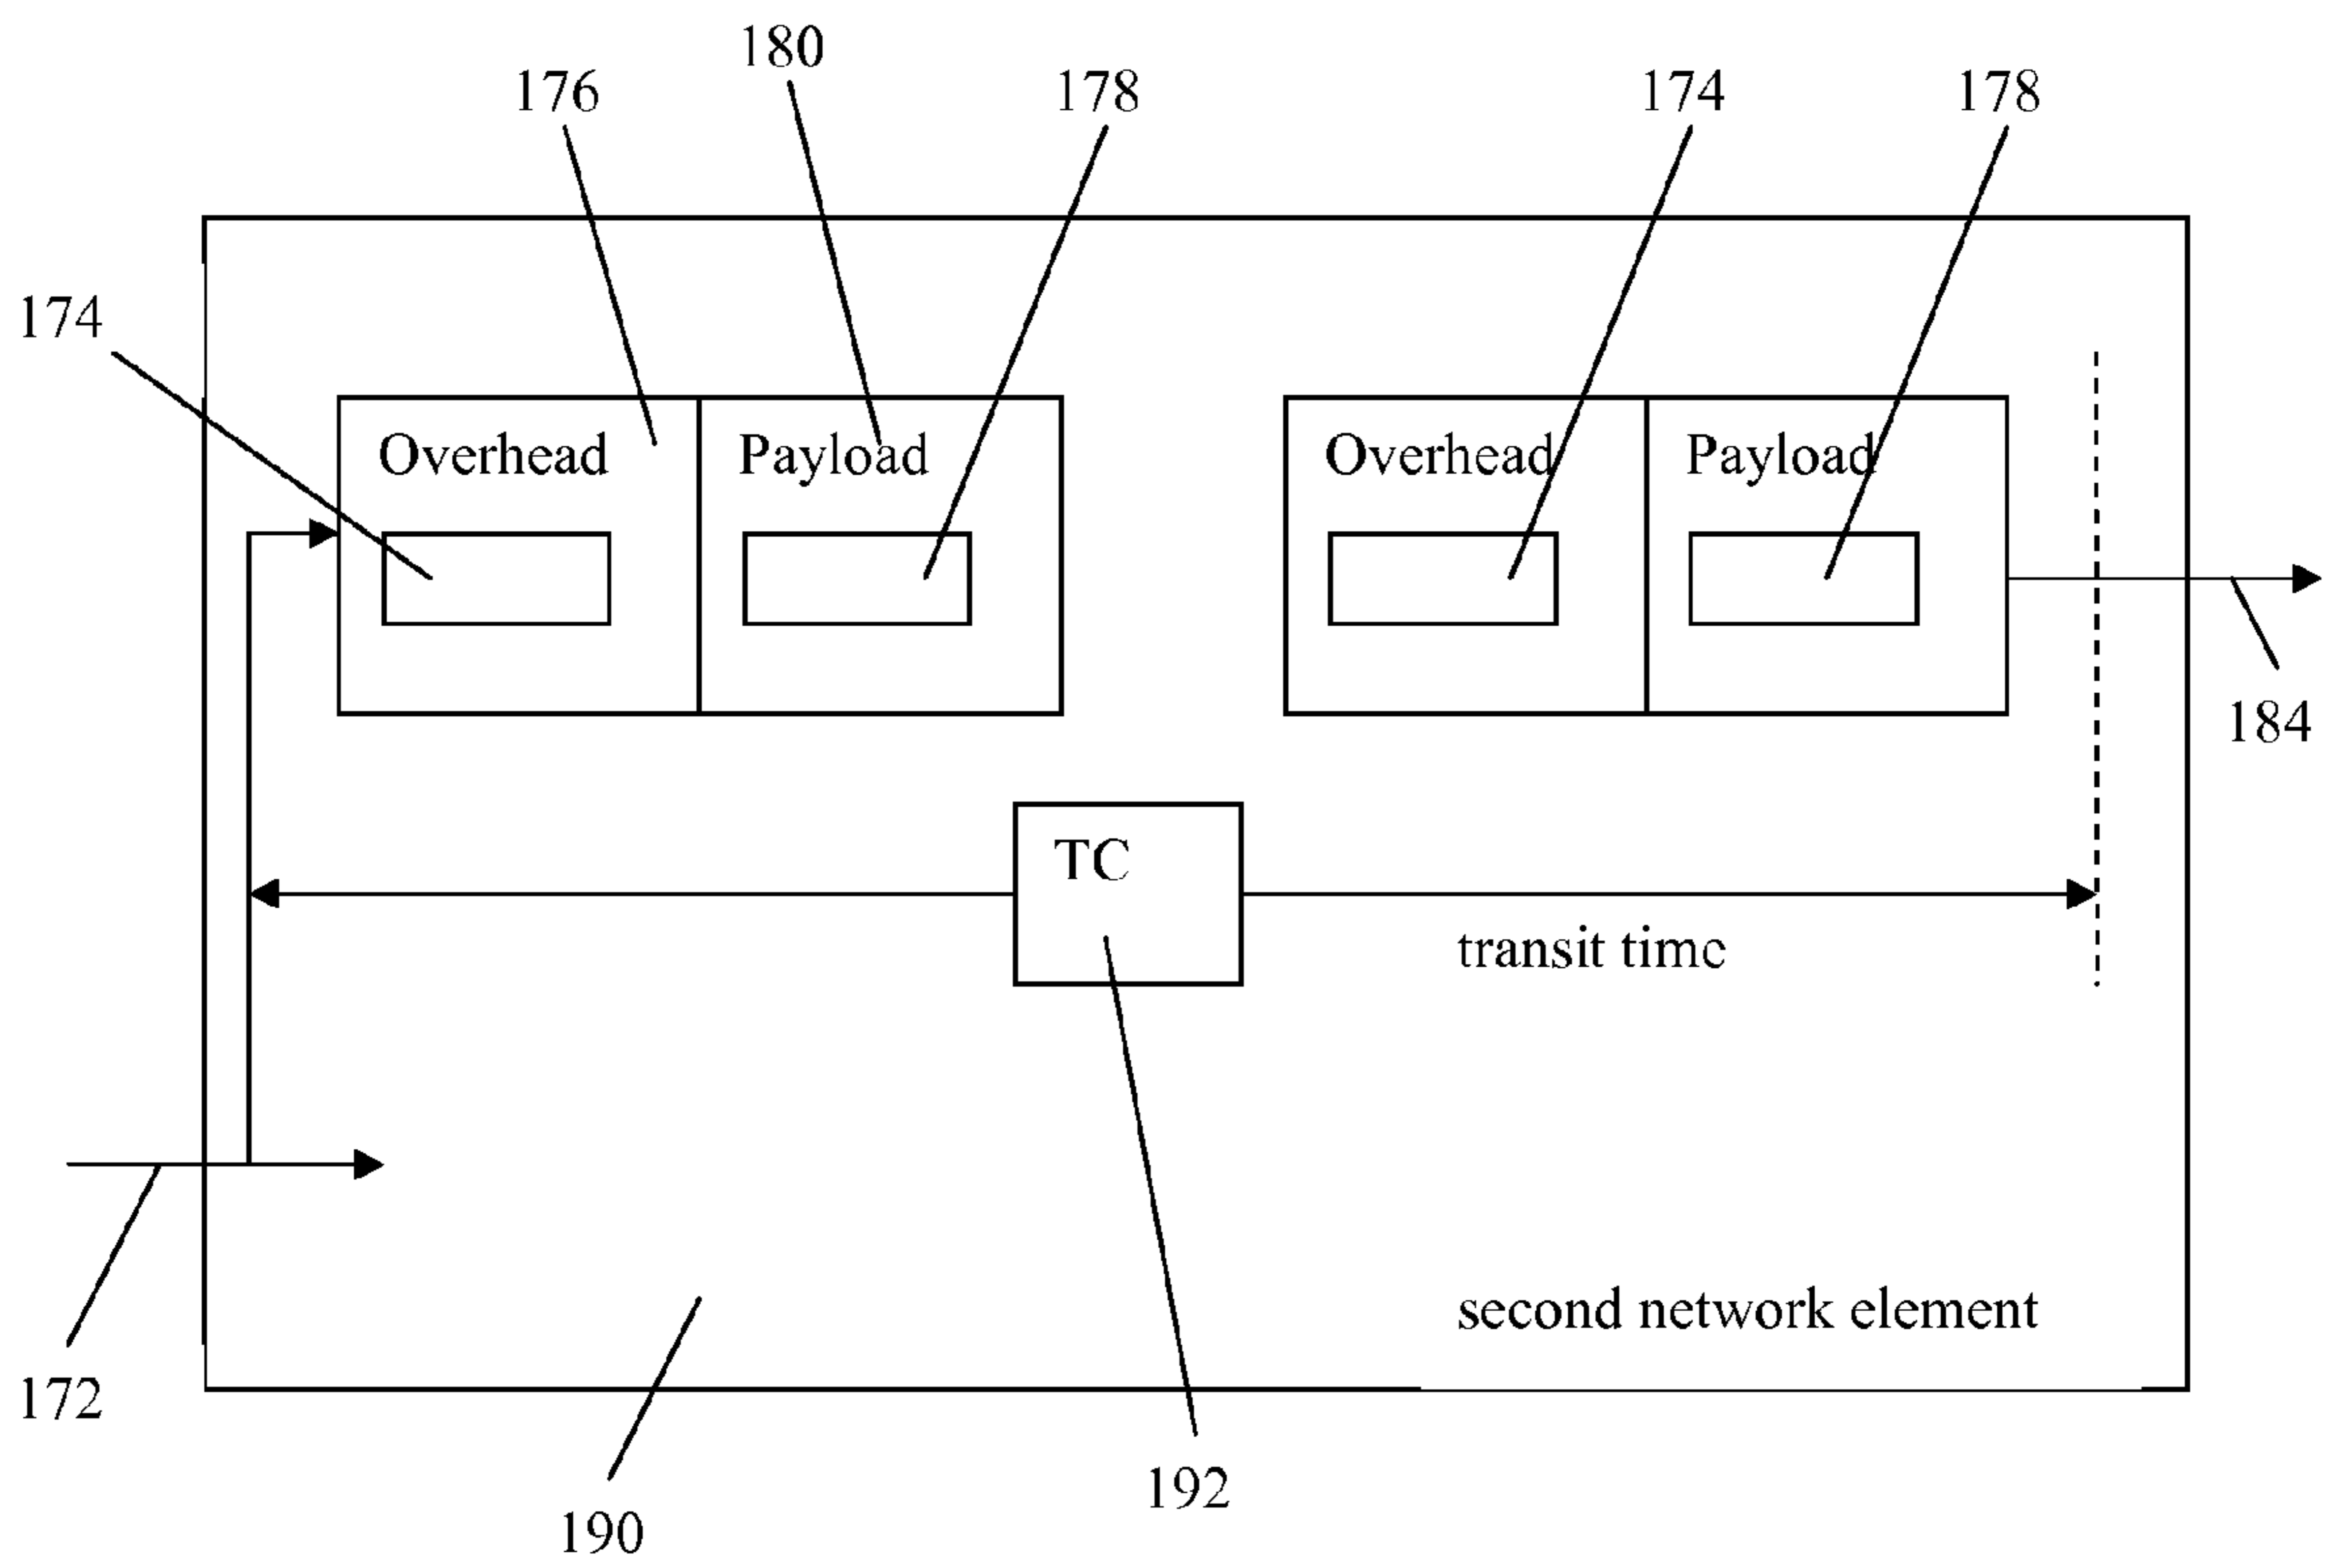 180
176
178
174
178
174
Overhead
Payload
Overhead
Payload
184
TC
transit time
second network element
172
192
190